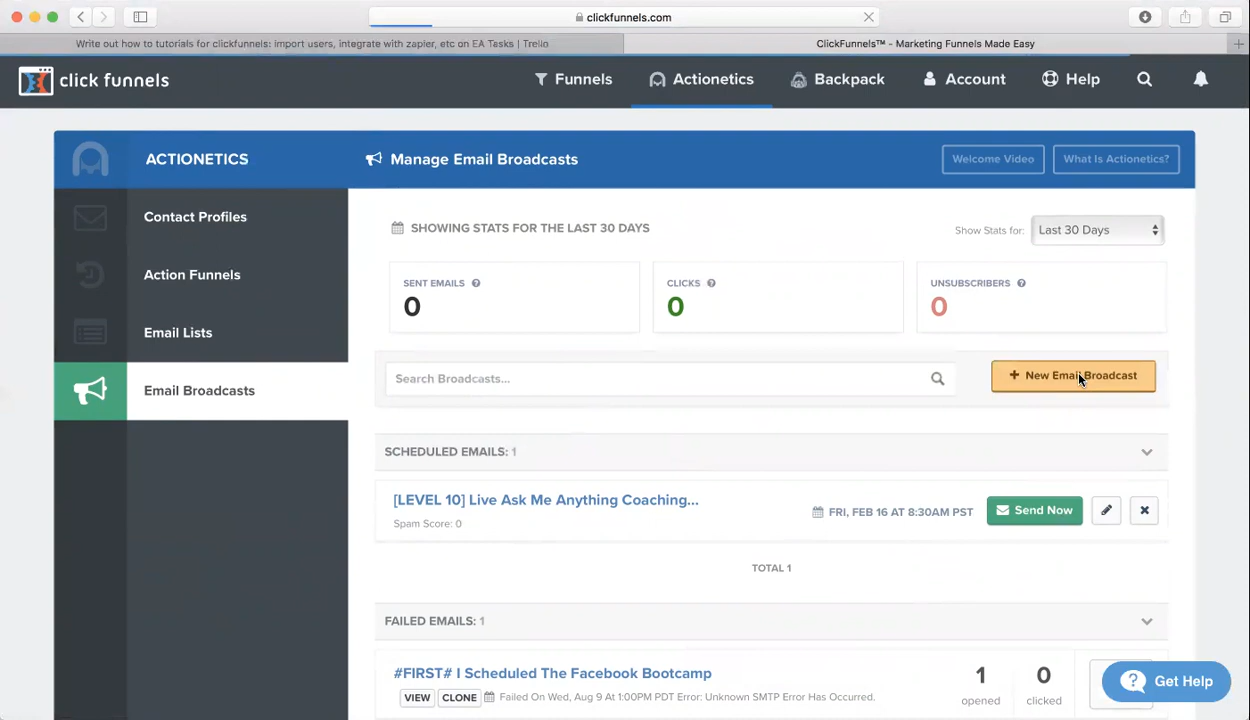 clickfunnels.com
Write out how to tutorials for clickfunnels: import users, integrate with zapier, etc on EA Tasks | Trello
ClickFunnels™ - Marketing Funnels Made Easy
click funnels
Funnels
Actionetics
Backpack
Account
Help
ACTIONETICS
Manage Email Broadcasts
Welcome Video
What Is Actionetics?
Contact Profiles
Action Funnels
Email Lists
Email Broadcasts
SHOWING STATS FOR THE LAST 30 DAYS
Show Stats for:
Last 30 Days
SENT EMAILS
0
CLICKS
0
UNSUBSCRIBERS
0
Search Broadcasts...
+ New Email Broadcast
SCHEDULED EMAILS: 1
[LEVEL 10] Live Ask Me Anything Coaching...
Spam Score: 0
FRI, FEB 16 AT 8:30AM PST
Send Now
TOTAL 1
FAILED EMAILS: 1
#FIRST# I Scheduled The Facebook Bootcamp
VIEW CLONE Failed On Wed, Aug 9 At 1:00PM PDT Error: Unknown SMTP Error Has Occurred.
1
opened
0
clicked
Get Help